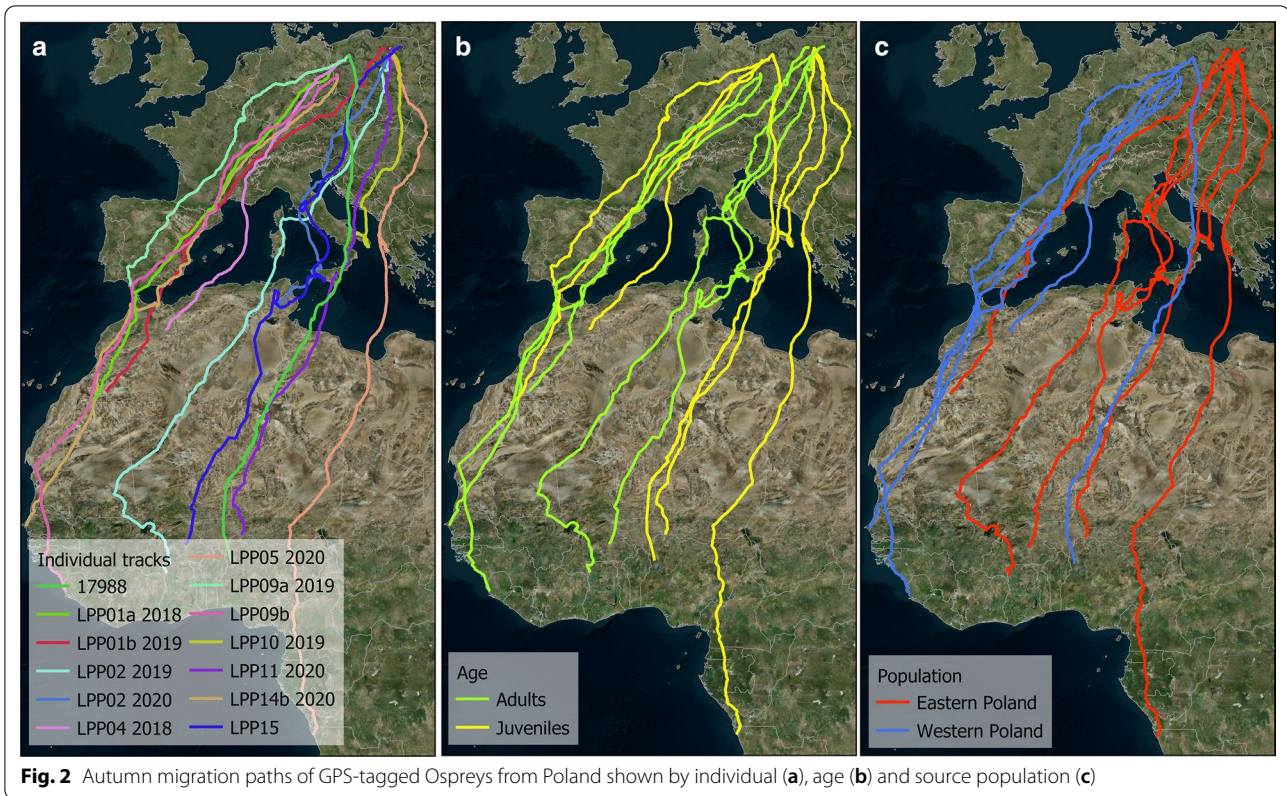 a
b
c
Individual tracks
17988
LPP01a 2018
LPP01b 2019
LPP02 2019
LPP02 2020
LPP04 2018
LPP05 2020
LPP09a 2019
LPP09b
LPP10 2019
LPP11 2020
LPP14b 2020
LPP15
Age
Adults
Juveniles
Population
Eastern Poland
Western Poland
Fig. 2 Autumn migration paths of GPS-tagged Ospreys from Poland shown by individual (a), age (b) and source population (c)